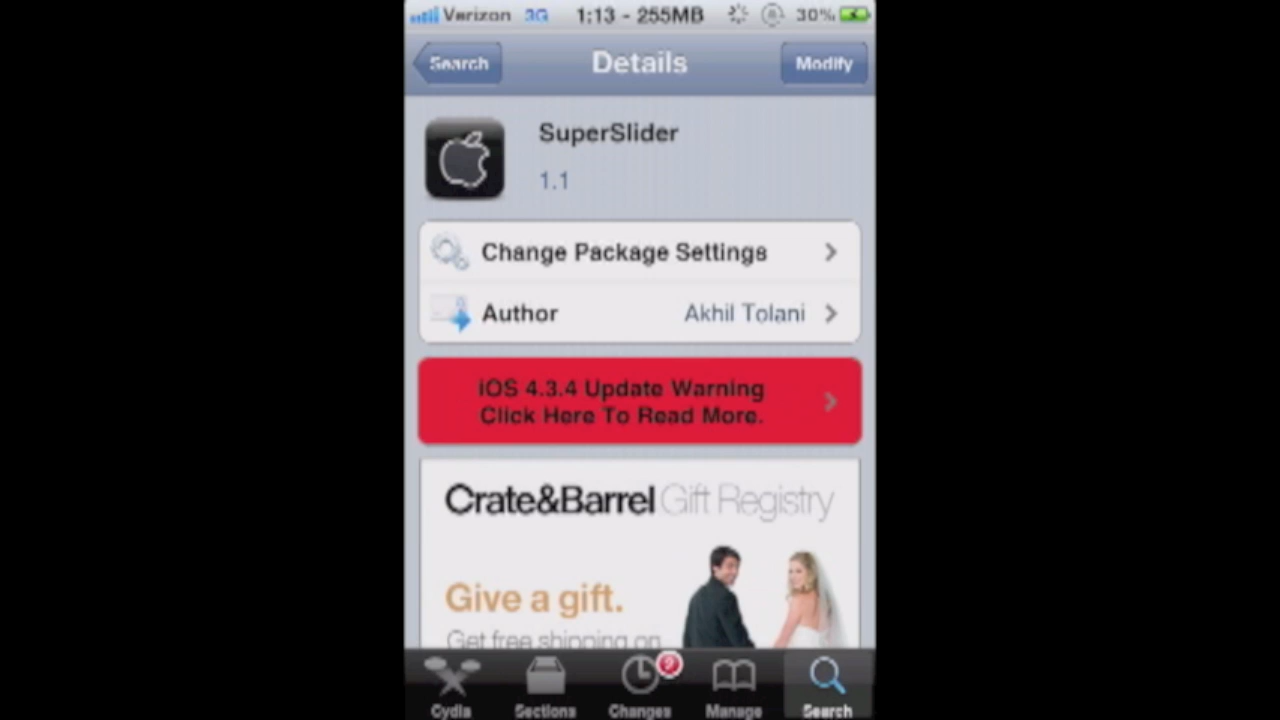 Verizon 3G 1:13 - 255MB 30%
Search Details Modify
SuperSlider
1.1
Change Package Settings
Author Akhil Tolani
iOS 4.3.4 Update Warning
Click Here To Read More.
Crate&Barrel Gift Registry
Give a gift.
Get free shipping on
Cydia Sections Changes Manage Search